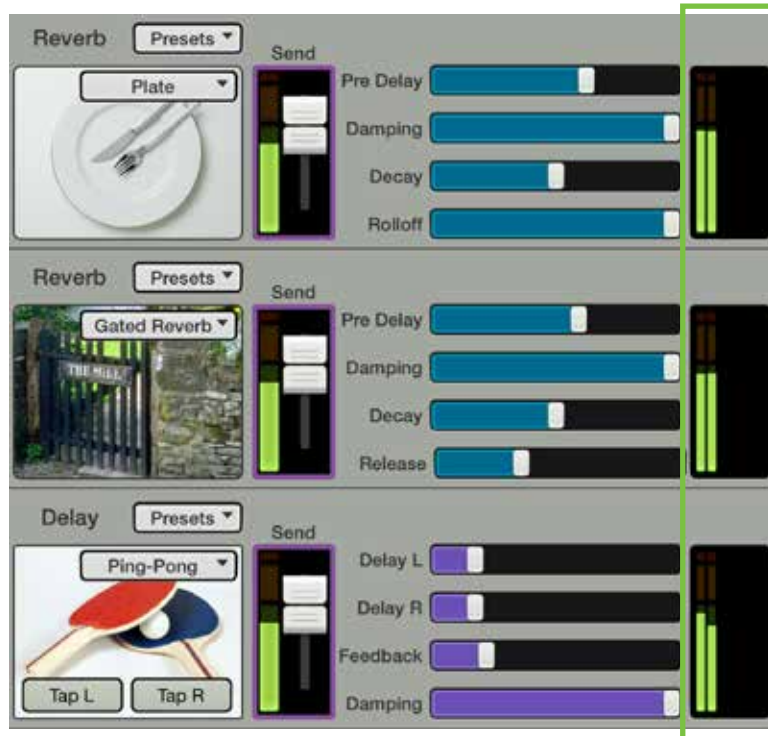 Reverb
Presets
Send
Plate
Pre Delay
Damping
Decay
Rolloff
Reverb
Presets
Send
Gated Reverb
THE MILL
Pre Delay
Damping
Decay
Release
Delay
Presets
Send
Ping-Pong
Tap L
Tap R
Delay L
Delay R
Feedback
Damping